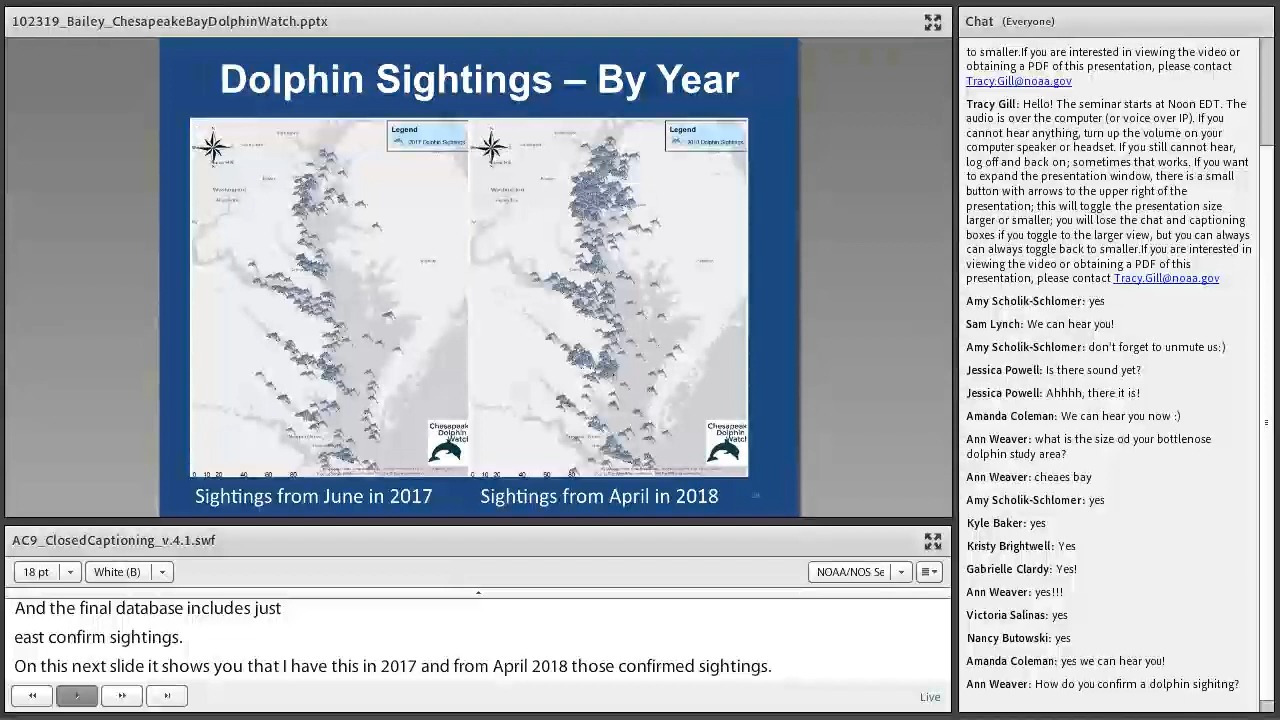 102319_Bailey_ChesapeakeBayDolphinWatch.pptx
Dolphin Sightings – By Year
Legend
2017 Dolphin Sightings
Legend
Dolphin Sightings
Chesapeak
Dolphin
Watch
Chesapeak
Dolphin
Watch
Sightings from June in 2017
Sightings from April in 2018
AC9_ClosedCaptioning_v.4.1.swf
18 pt
White (B)
NOAA/NOS Se
And the final database includes just
east confirm sightings.
On this next slide it shows you that I have this in 2017 and from April 2018 those confirmed sightings.
Live
Chat (Everyone)
to smaller.If you are interested in viewing the video or
obtaining a PDF of this presentation, please contact
Tracy.Gill@noaa.gov
Tracy Gill: Hello! The seminar starts at Noon EDT. The
audio is over the computer (or voice over IP). If you
cannot hear anything, turn up the volume on your
computer speaker or headset. If you still cannot hear,
log off and back on; sometimes that works. If you want
to expand the presentation window, there is a small
button with arrows to the upper right of the
presentation; this will toggle the presentation size
larger or smaller; you will lose the chat and captioning
boxes if you toggle to the larger view, but you can always
can always toggle back to smaller.If you are interested in
viewing the video or obtaining a PDF of this
presentation, please contact Tracy.Gill@noaa.gov
Amy Scholik-Schlomer: yes
Sam Lynch: We can hear you!
Amy Scholik-Schlomer: don't forget to unmute us:)
Jessica Powell: Is there sound yet?
Jessica Powell: Ahhhh, there it is!
Amanda Coleman: We can hear you now :)
Ann Weaver: what is the size od your bottlenose
dolphin study area?
Ann Weaver: cheaes bay
Amy Scholik-Schlomer: yes
Kyle Baker: yes
Kristy Brightwell: Yes
Gabrielle Clardy: Yes!
Ann Weaver: yes!!!
Victoria Salinas: yes
Nancy Butowski: yes
Amanda Coleman: yes we can hear you!
Ann Weaver: How do you confirm a dolphin sighitng?